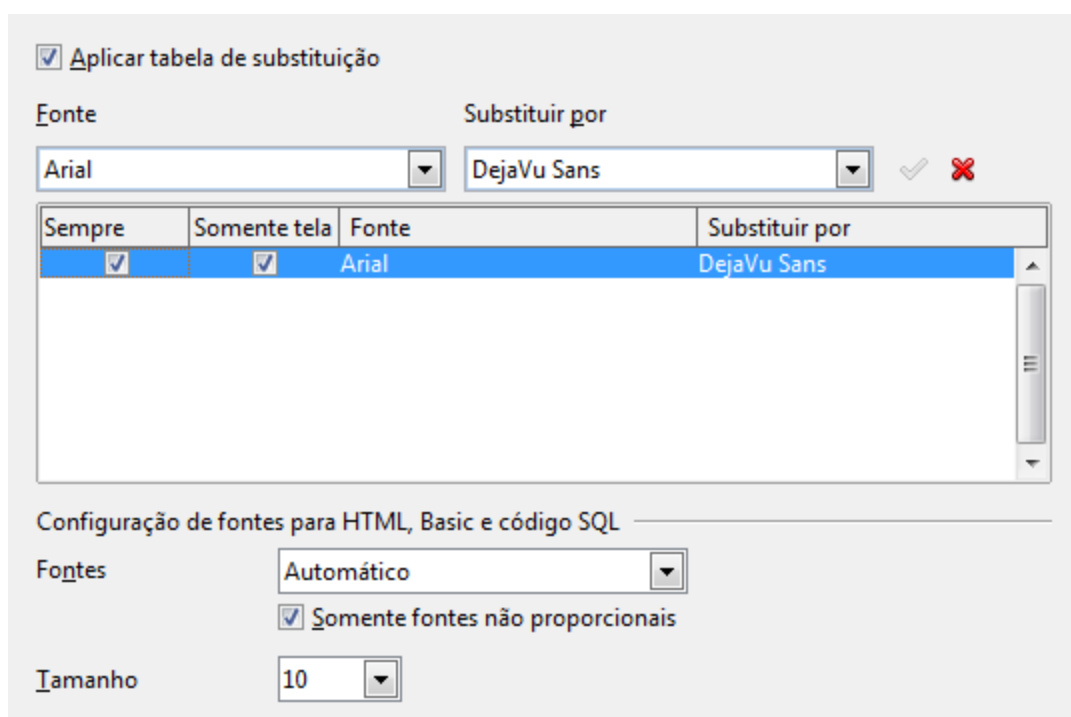 Aplicar tabela de substituição
Fonte Substituir por
Arial DejaVu Sans
Sempre Somente tela Fonte Substituir por
Arial DejaVu Sans
Configuração de fontes para HTML, Basic e código SQL
Fontes Automático
Somente fontes não proporcionais
Tamanho 10